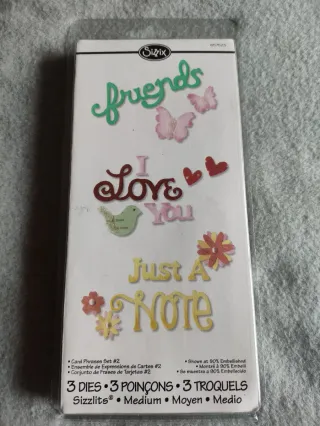 Sizzix
friends
I
Love
You
Just A
Note
• Card Phrases Set #2
• Ensemble de Expressions de Cartes #2
• Conjunto de Frases de Tarjetas #2
• Shown at 90% Embellished
• Montré à 90% Embelli
• Se muestra a 90% Embellecido
3 DIES • 3 POINÇONS • 3 TROQUELS
Sizzlits® • Medium • Moyen • Medio